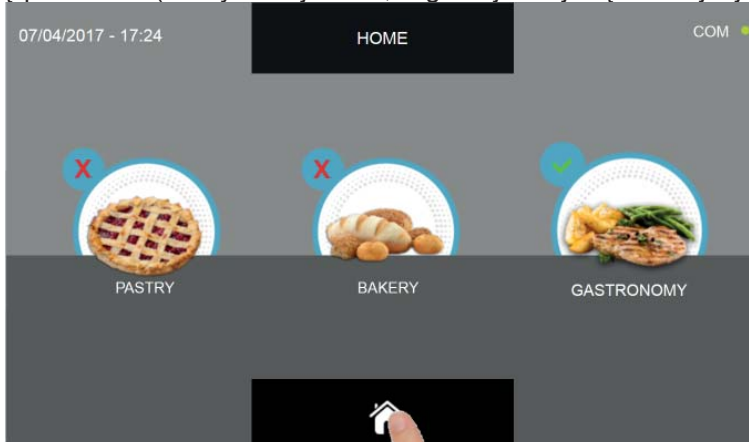 07/04/2017 - 17:24
HOME
COM
X
X
PASTRY
BAKERY
GASTRONOMY